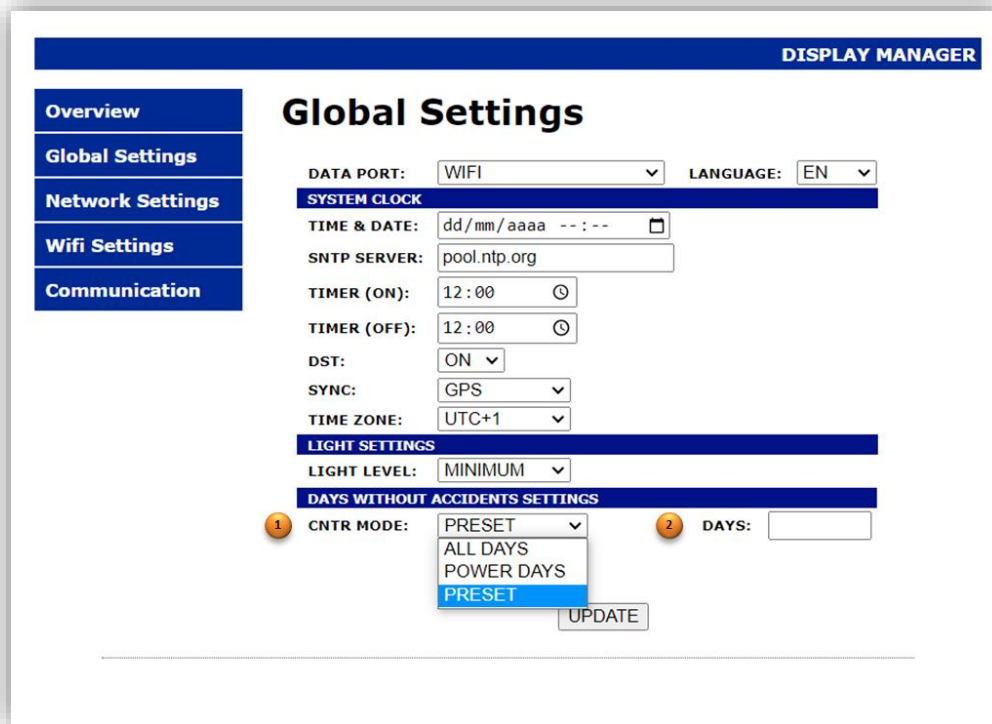 DISPLAY MANAGER
Overview
Global Settings
Network Settings
Wifi Settings
Communication
Global Settings
DATA PORT: WIFI LANGUAGE: EN
SYSTEM CLOCK
TIME & DATE: dd/mm/aaaa --:--
SNTP SERVER: pool.ntp.org
TIMER (ON): 12:00
TIMER (OFF): 12:00
DST: ON
SYNC: GPS
TIME ZONE: UTC+1
LIGHT SETTINGS
LIGHT LEVEL: MINIMUM
DAYS WITHOUT ACCIDENTS SETTINGS
1 CNTR MODE: PRESET 2 DAYS:
ALL DAYS
POWER DAYS
PRESET
UPDATE